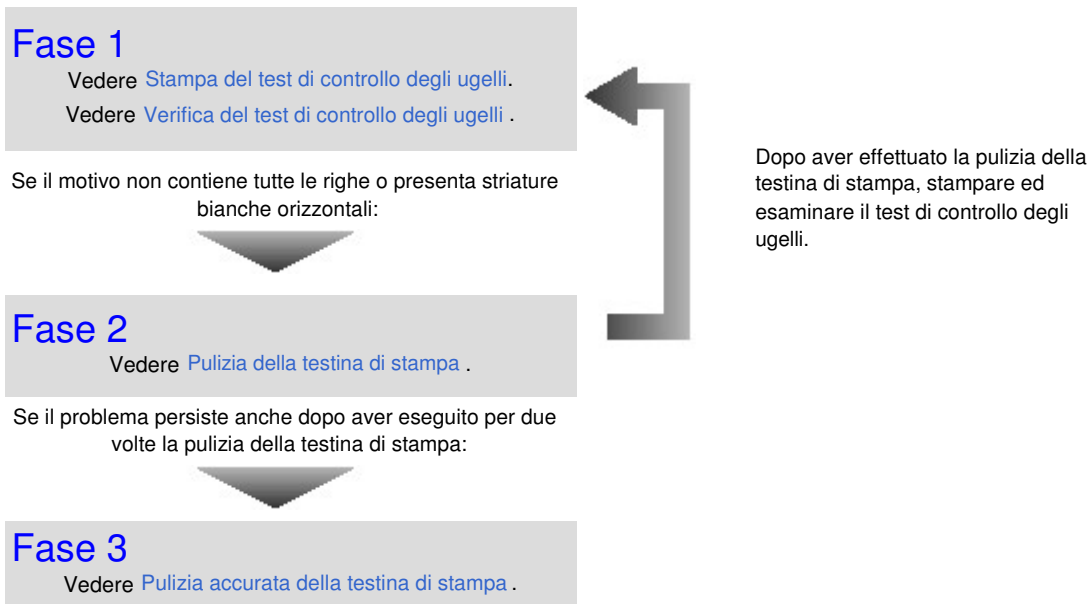 Fase 1
Vedere Stampa del test di controllo degli ugelli.
Vedere Verifica del test di controllo degli ugelli .
Se il motivo non contiene tutte le righe o presenta striature
bianche orizzontali:
Dopo aver effettuato la pulizia della
testina di stampa, stampare ed
esaminare il test di controllo degli
ugelli.
Fase 2
Vedere Pulizia della testina di stampa .
Se il problema persiste anche dopo aver eseguito per due
volte la pulizia della testina di stampa:
Fase 3
Vedere Pulizia accurata della testina di stampa .